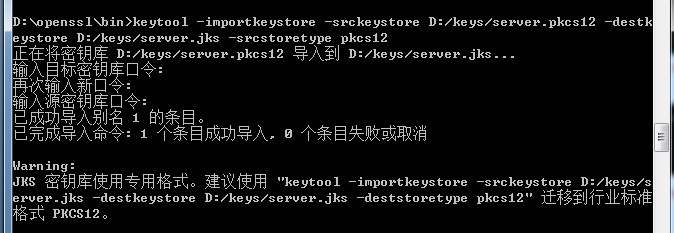 D:\openssl\bin>keytool -importkeystore -srckeystore D:/keys/server.pkcs12 -destk
eystore D:/keys/server.jks -srcstoretype pkcs12
正在将密钥库 D:/keys/server.pkcs12 导入到 D:/keys/server.jks...
输入目标密钥库口令:
再次输入新口令:
输入源密钥库口令:
已成功导入别名 1 的条目。
已完成导入命令: 1 个条目成功导入, 0 个条目失败或取消
Warning:
JKS 密钥库使用专用格式。建议使用 "keytool -importkeystore -srckeystore D:/keys/s
erver.jks -destkeystore D:/keys/server.jks -deststoretype pkcs12" 迁移到行业标准
格式 PKCS12。